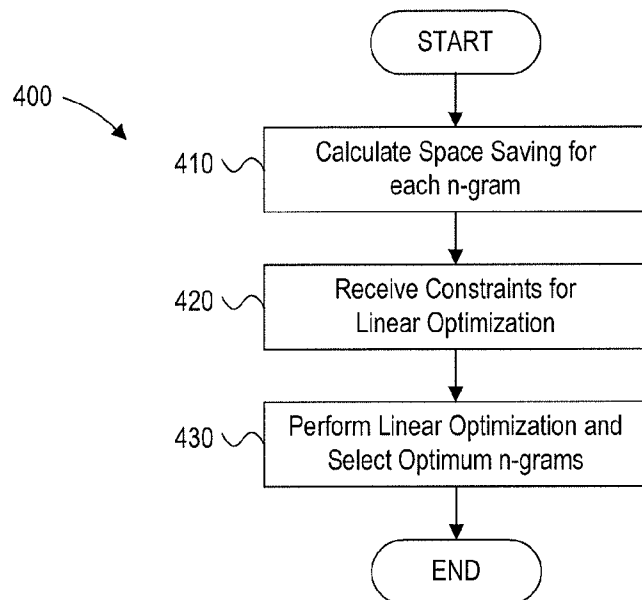 START
400
410
Calculate Space Saving for
each n-gram
420
Receive Constraints for
Linear Optimization
430
Perform Linear Optimization and
Select Optimum n-grams
END